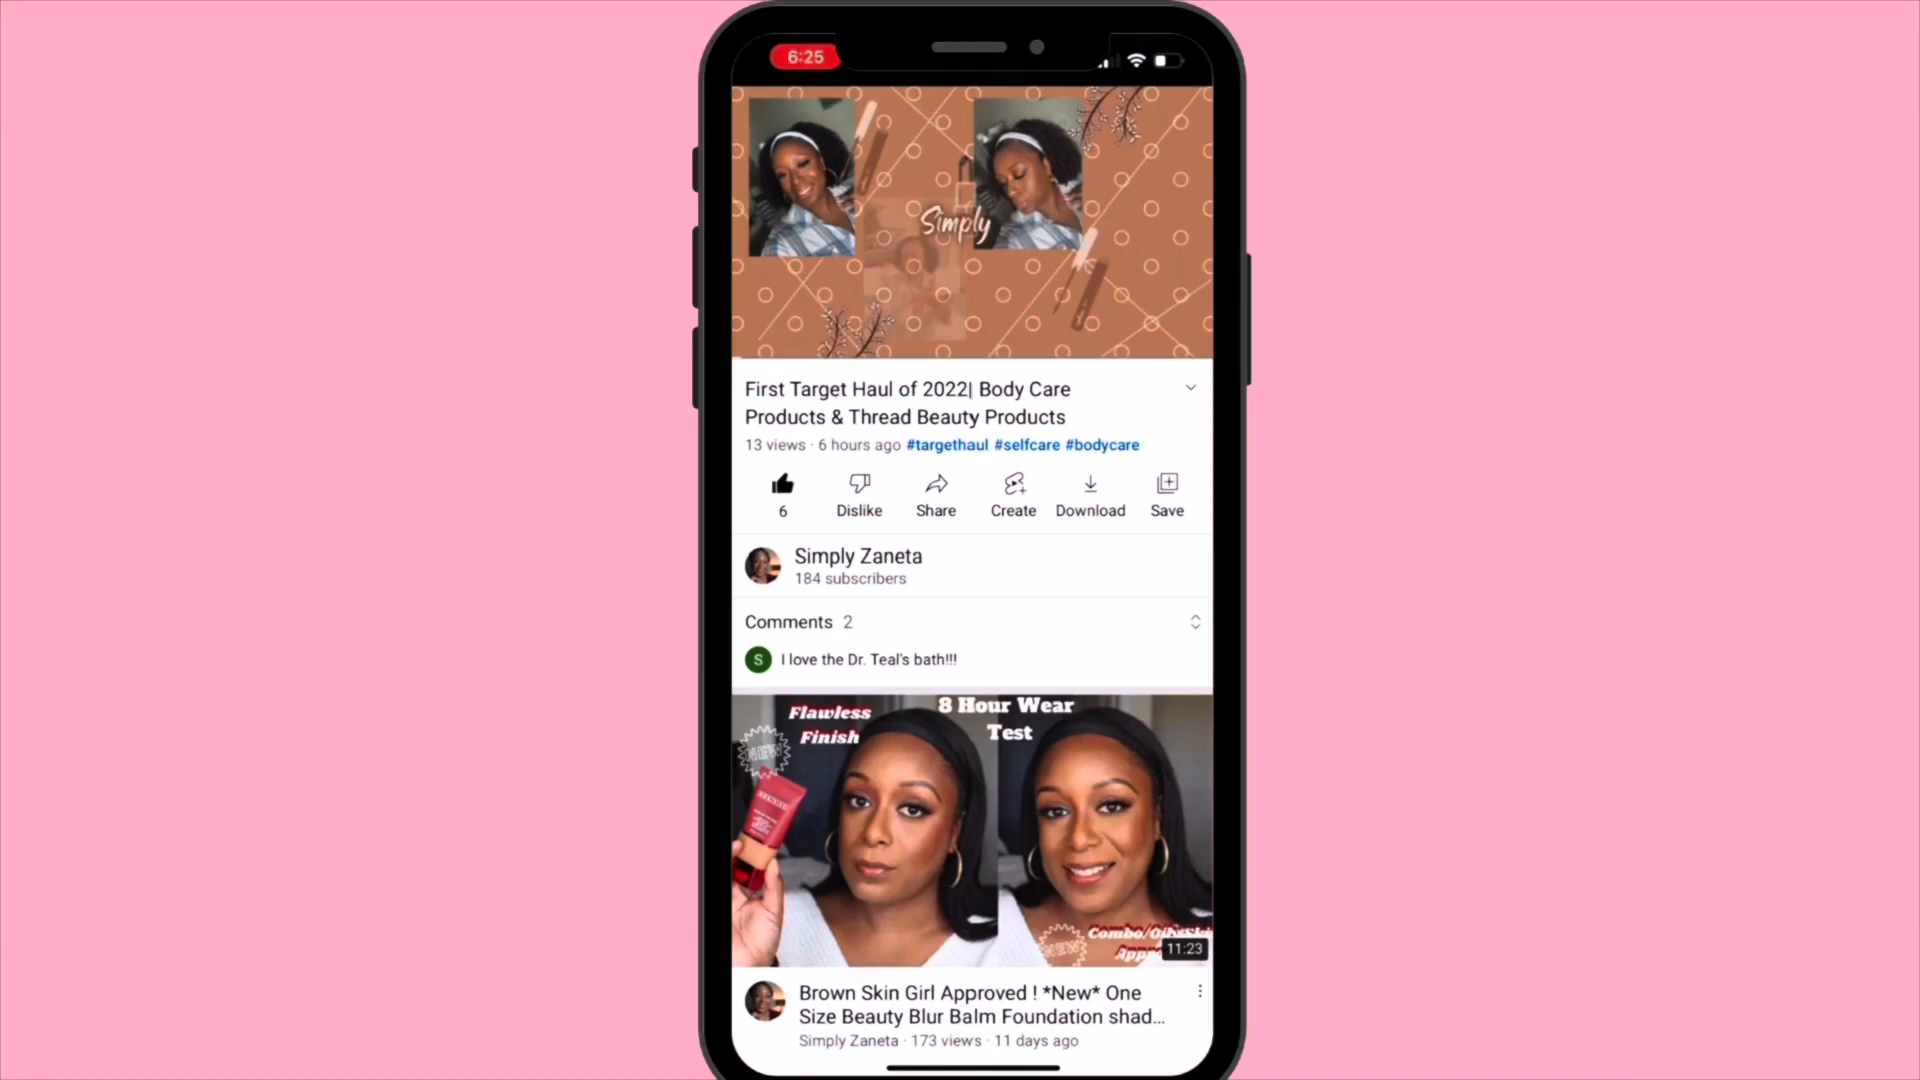 6:25
Simply
First Target Haul of 2022| Body Care
Products & Thread Beauty Products
13 views · 6 hours ago #targethaul #selfcare #bodycare
6
Dislike
Share
Create
Download
Save
Simply Zaneta
184 subscribers
Comments 2
S
I love the Dr. Teal's bath!!!
Flawless
Finish
8 Hour Wear
Test
NEW
NEW
11:23
Brown Skin Girl Approved ! *New* One
Size Beauty Blur Balm Foundation shad...
Simply Zaneta · 173 views · 11 days ago